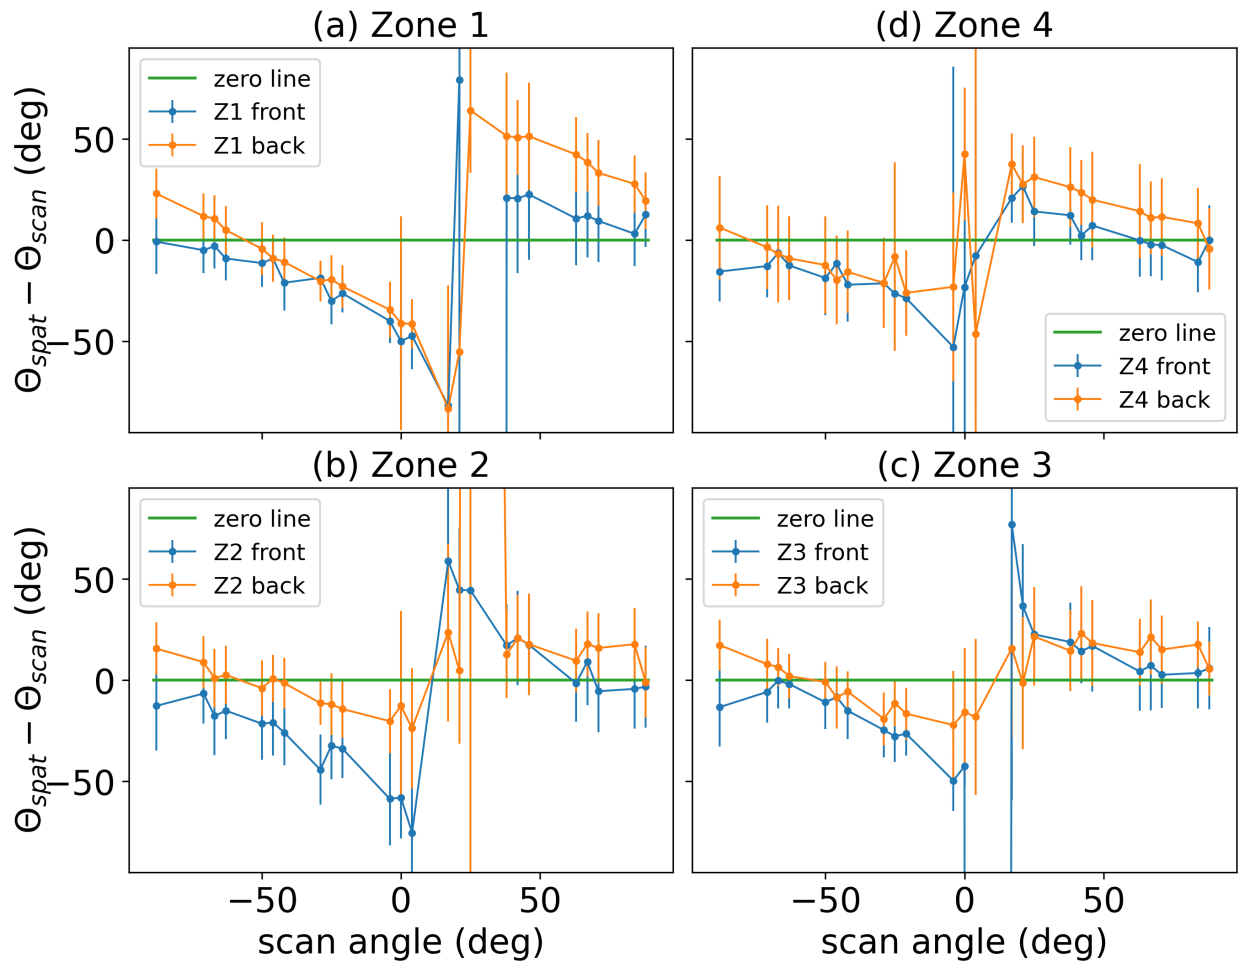 (a) Zone 1
Θspat − Θscan (deg)
50
0
−50
zero line
Z1 front
Z1 back
(d) Zone 4
zero line
Z4 front
Z4 back
(b) Zone 2
Θspat − Θscan (deg)
50
0
−50
zero line
Z2 front
Z2 back
−50 0 50
scan angle (deg)
(c) Zone 3
zero line
Z3 front
Z3 back
−50 0 50
scan angle (deg)